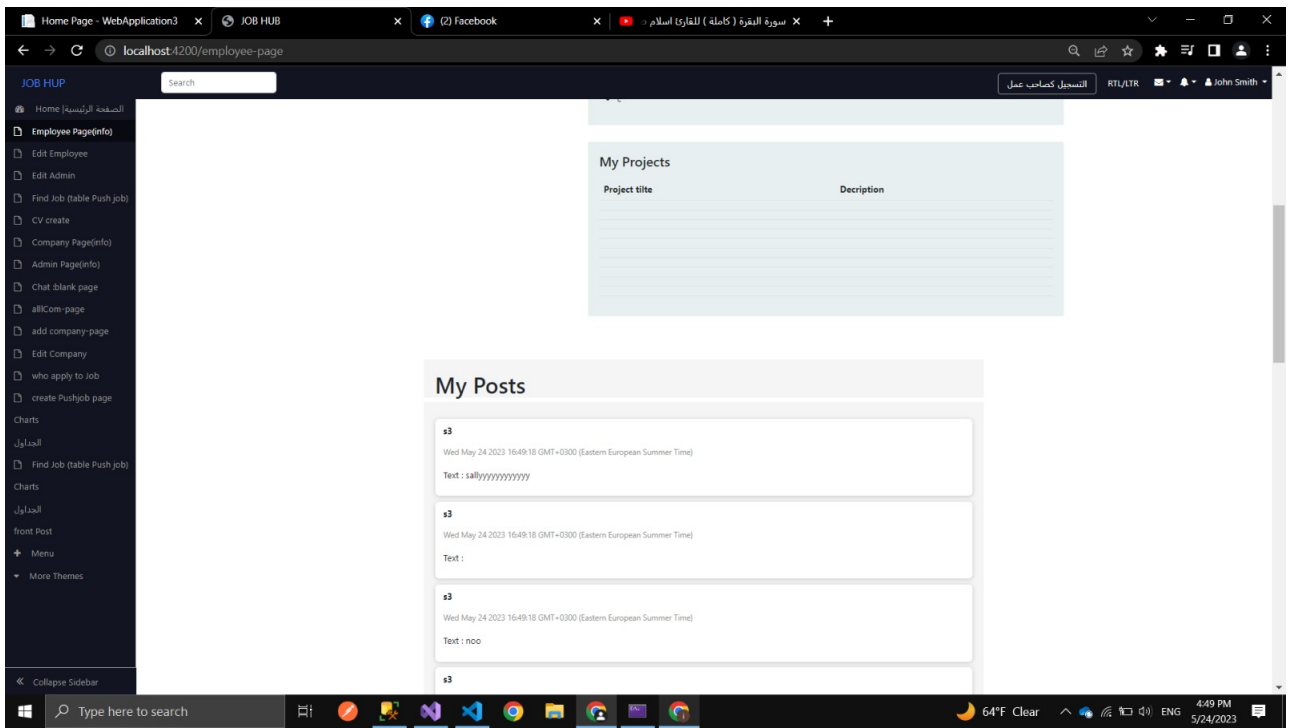 Home Page - WebApplication3
JOB HUB
(2) Facebook
سورة البقرة ( كاملة ) للقارئ اسلام
localhost:4200/employee-page
JOB HUP
Search
التسجيل كصاحب عمل
RTL/LTR
John Smith
الصفحة الرئيسية| Home
Employee Page(info)
Edit Employee
Edit Admin
Find Job (table Push job)
CV create
Company Page(info)
Admin Page(info)
Chat :blank page
alllCom-page
add company-page
Edit Company
who apply to Job
create Pushjob page
Charts
الجداول
Find Job (table Push job)
Charts
الجداول
front Post
Menu
More Themes
Collapse Sidebar
My Projects
Project tilte Decription
My Posts
s3
Wed May 24 2023 16:49:18 GMT+0300 (Eastern European Summer Time)
Text : sallyyyyyyyyyyyy
s3
Wed May 24 2023 16:49:18 GMT+0300 (Eastern European Summer Time)
Text :
s3
Wed May 24 2023 16:49:18 GMT+0300 (Eastern European Summer Time)
Text : noo
s3
Type here to search
64°F Clear
ENG
4:49 PM
5/24/2023